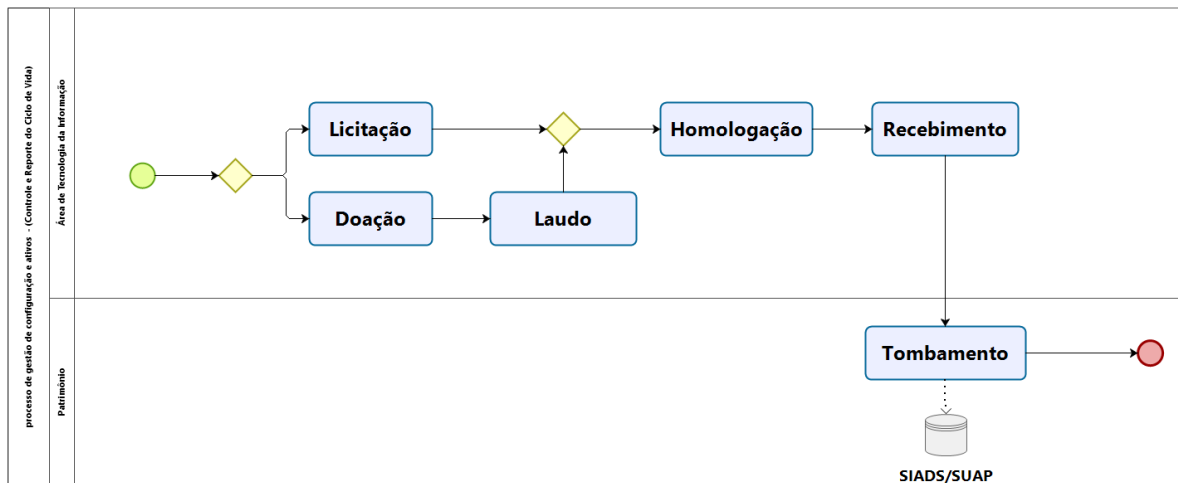 processo de gestão de configuração e ativos - (Controle e Reporte do Ciclo de Vida)
Área de Tecnologia da Informação
Licitação
Homologação
Recebimento
Doação
Laudo
Patrimônio
Tombamento
SIADS/SUAP